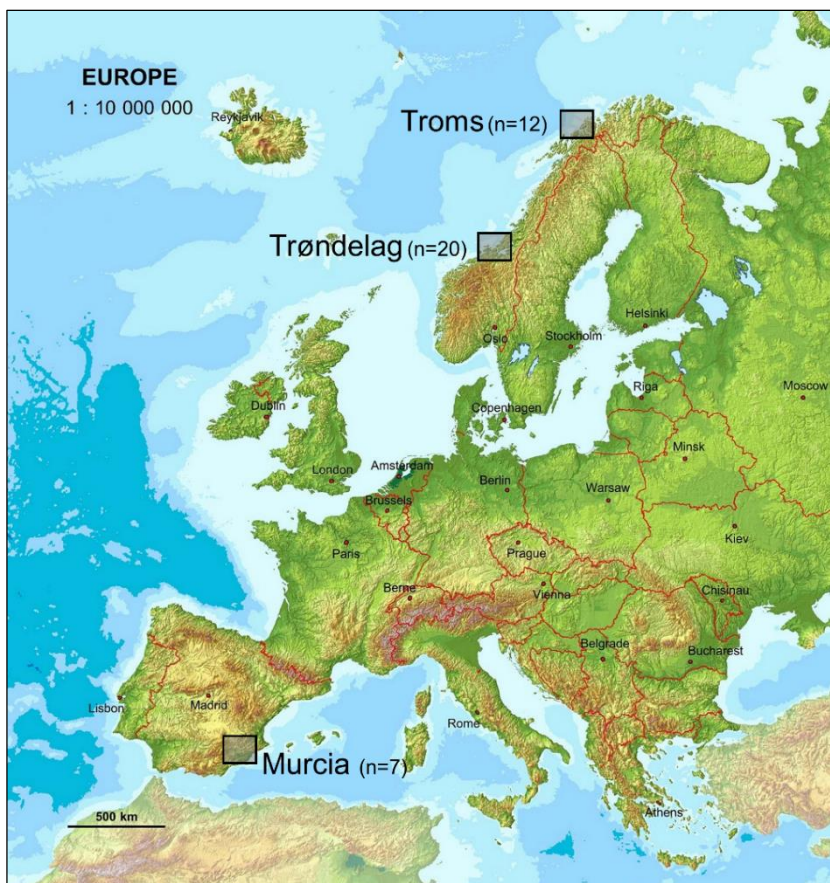 EUROPE
1 : 10 000 000
Reykjavik
Troms (n=12)
Trøndelag (n=20)
Helsinki
Oslo
Stockholm
Riga
Moscow
Copenhagen
Dublin
Minsk
London
Amsterdam
Berlin
Warsaw
Brussels
Kiev
Paris
Prague
Vienna
Berne
Chisinau
Belgrade
Bucharest
Lisbon
Madrid
Rome
Murcia (n=7)
Athens
500 km